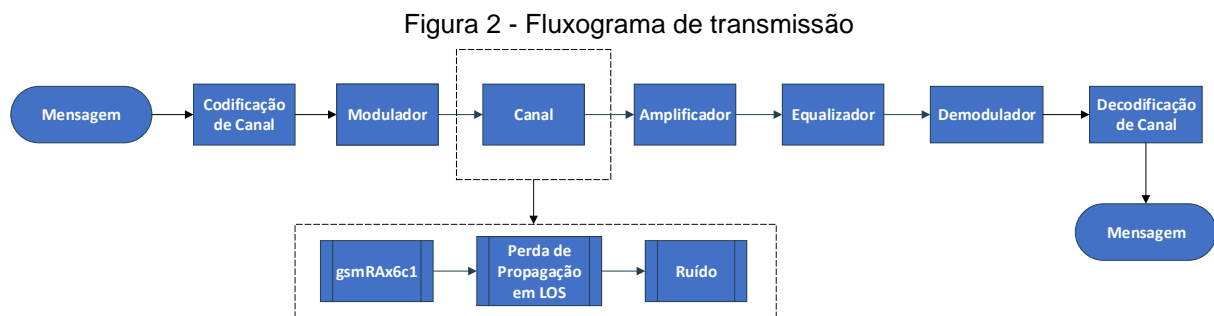 Figura 2 - Fluxograma de transmissão
Mensagem
Codificação
de Canal
Modulador
Canal
Amplificador
Equalizador
Demodulador
Decodificação
de Canal
Mensagem
gsmRAx6c1
Perda de
Propagação
em LOS
Ruído